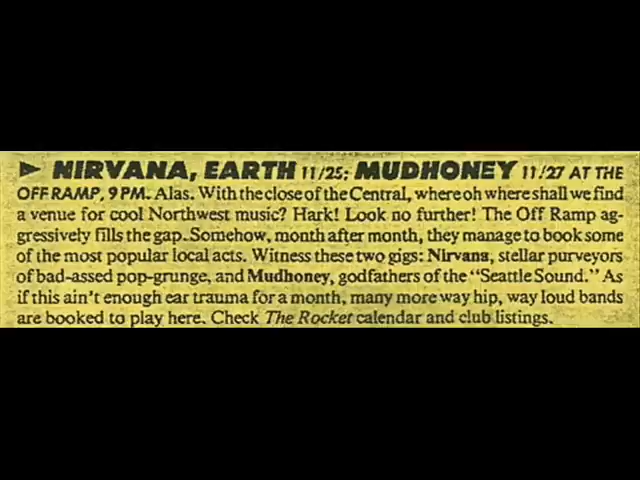 ► NIRVANA, EARTH 11/25; MUDHONEY 11/27 AT THE
OFF RAMP, 9 PM. Alas. With the close of the Central, where oh where shall we find
a venue for cool Northwest music? Hark! Look no further! The Off Ramp ag-
gressively fills the gap. Somehow, month after month, they manage to book some
of the most popular local acts. Witness these two gigs: Nirvana, stellar purveyors
of bad-assed pop-grunge, and Mudhoney, godfathers of the "Seattle Sound." As
if this ain't enough ear trauma for a month, many more way hip, way loud bands
are booked to play here. Check The Rocket calendar and club listings.